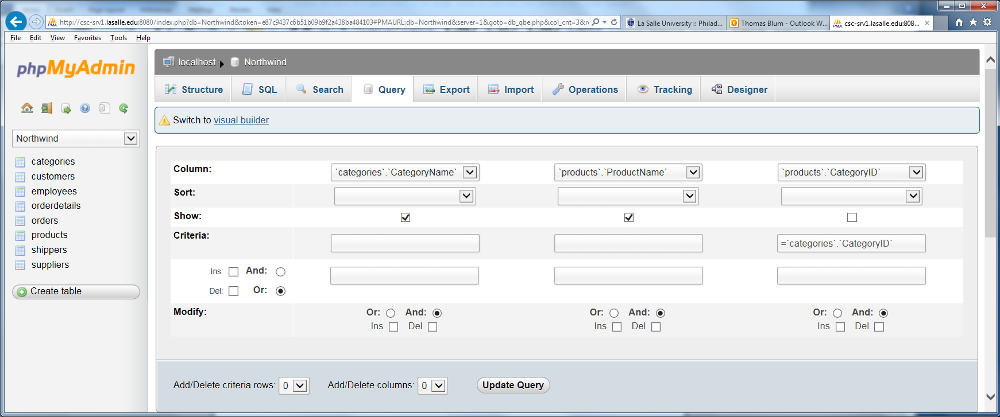 http://csc-srv1.lasalle.edu:8080/index.php?db=Northwind&token=e87c9437c6b51b09b9f2a438ba484103#PMAURL:db=Northwind&server=1&goto=db_qbe.php&col_cnt=3&r
La Salle University :: Philad...
Thomas Blum - Outlook W...
csc-srv1.lasalle.edu:808...
File Edit View Favorites Tools Help
phpMyAdmin
localhost Northwind
Structure SQL Search Query Export Import Operations Tracking Designer
Switch to visual builder
Northwind
categories
customers
employees
orderdetails
orders
products
shippers
suppliers
Create table
Column: `categories`.`CategoryName` `products`.`ProductName` `products`.`CategoryID`
Sort:
Show:
Criteria: =`categories`.`CategoryID`
Ins: And:
Del: Or:
Modify: Or: And: Or: And: Or: And:
Ins Del Ins Del Ins Del
Add/Delete criteria rows: 0 Add/Delete columns: 0 Update Query